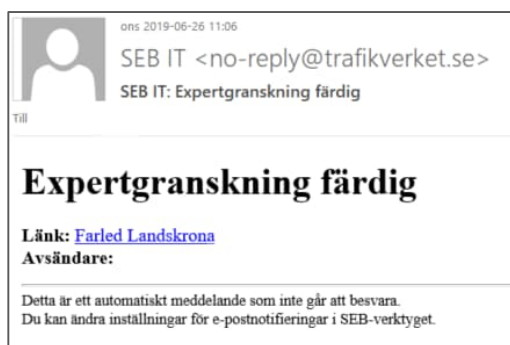 ons 2019-06-26 11:06
SEB IT <no-reply@trafikverket.se>
SEB IT: Expertgranskning färdig
Till
Expertgranskning färdig
Länk: Farled Landskrona
Avsändare:
Detta är ett automatiskt meddelande som inte går att besvara.
Du kan ändra inställningar för e-postnotifieringar i SEB-verktyget.